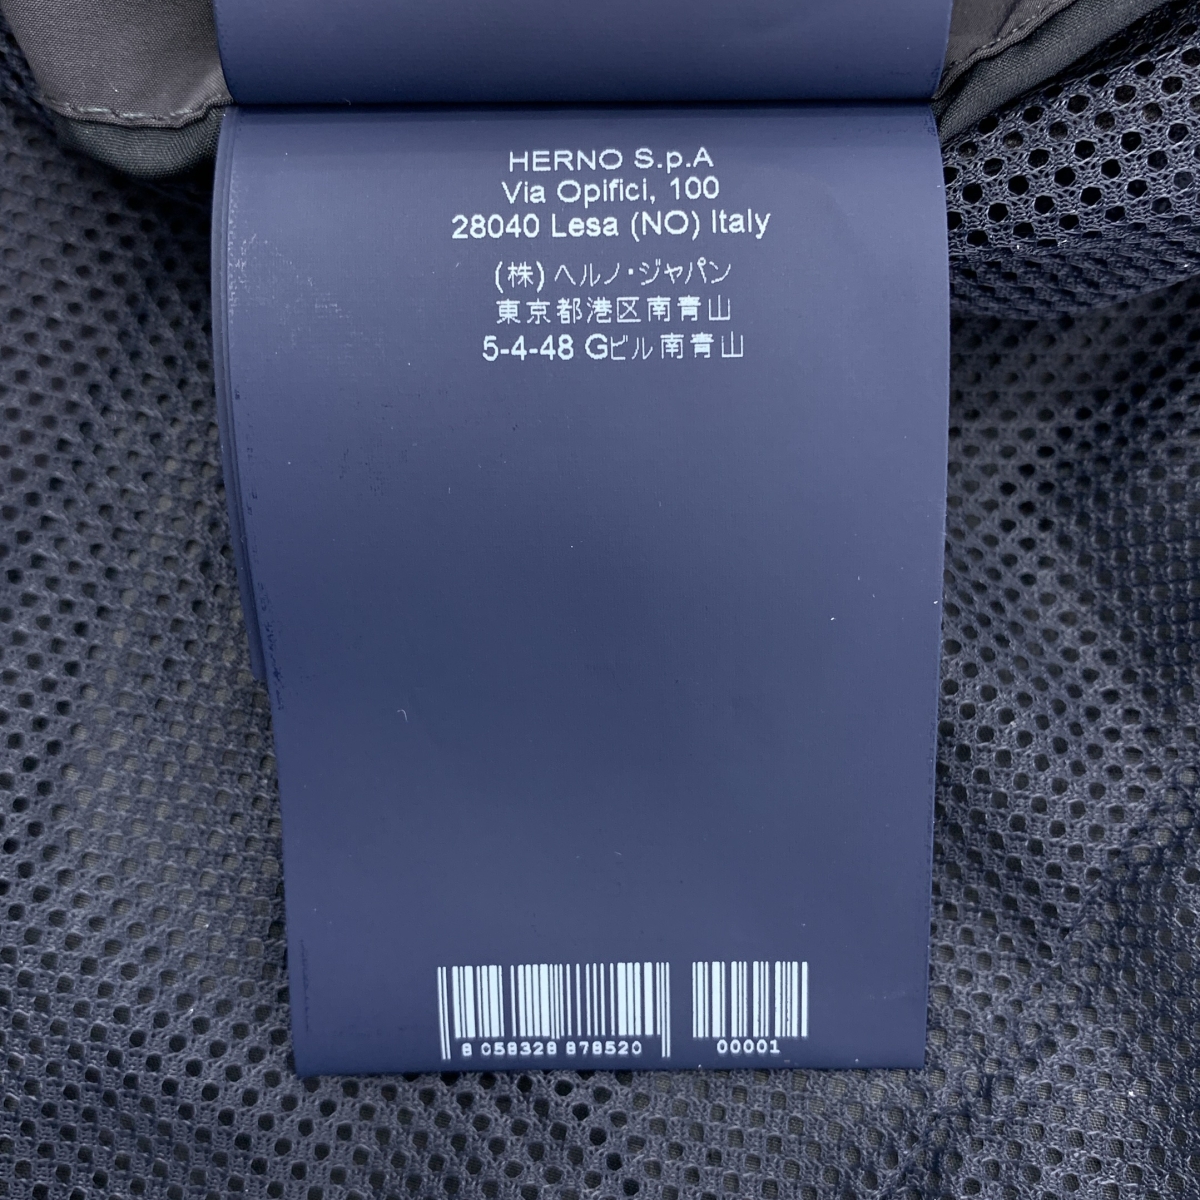 HERNO S.p.A
Via Opifici, 100
28040 Lesa (NO) Italy
(株)ヘルノ・ジャパン
東京都港区南青山
5-4-48 Gビル南青山
8 058328 878520
00001